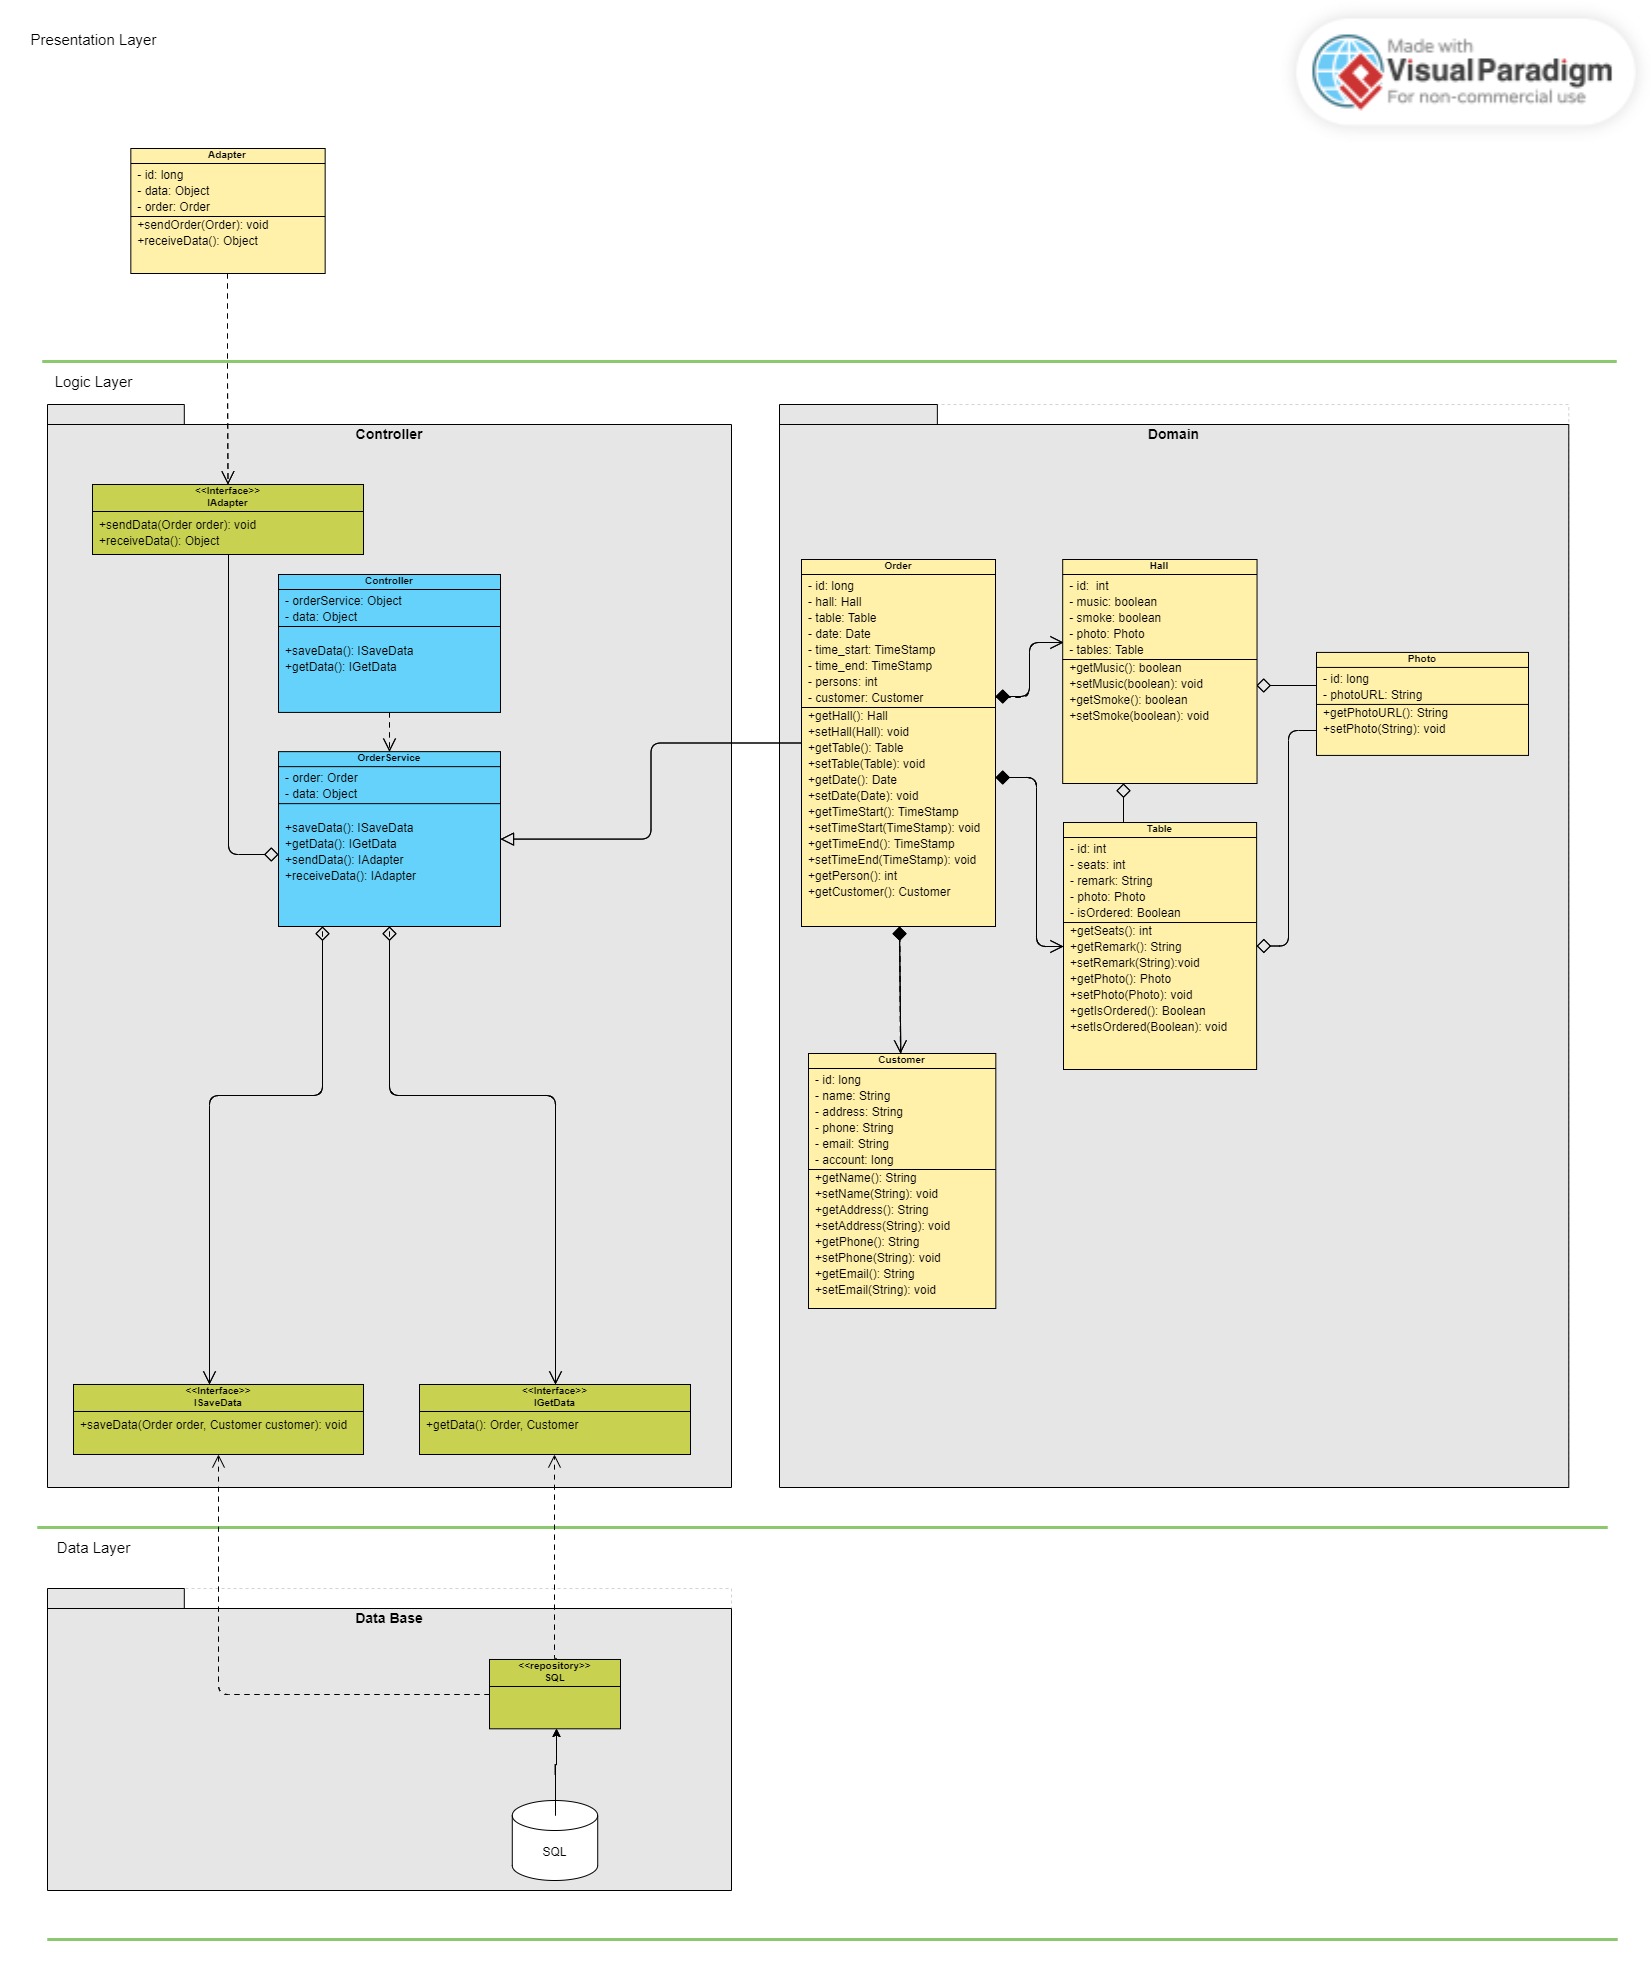 Presentation Layer
Made with
Visual Paradigm
For non-commercial use
Adapter
- id: long
- data: Object
- order: Order
+sendOrder(Order): void
+receiveData(): Object
Logic Layer
Controller
<<Interface>>
IAdapter
+sendData(Order order): void
+receiveData(): Object
Controller
- orderService: Object
- data: Object
+saveData(): ISaveData
+getData(): IGetData
OrderService
- order: Order
- data: Object
+saveData(): ISaveData
+getData(): IGetData
+sendData(): IAdapter
+receiveData(): IAdapter
<<Interface>>
ISaveData
+saveData(Order order, Customer customer): void
<<Interface>>
IGetData
+getData(): Order, Customer
Domain
Order
- id: long
- hall: Hall
- table: Table
- date: Date
- time_start: TimeStamp
- time_end: TimeStamp
- persons: int
- customer: Customer
+getHall(): Hall
+setHall(Hall): void
+getTable(): Table
+setTable(Table): void
+getDate(): Date
+setDate(Date): void
+getTimeStart(): TimeStamp
+setTimeStart(TimeStamp): void
+getTimeEnd(): TimeStamp
+setTimeEnd(TimeStamp): void
+getPerson(): int
+getCustomer(): Customer
Hall
- id:  int
- music: boolean
- smoke: boolean
- photo: Photo
- tables: Table
+getMusic(): boolean
+setMusic(boolean): void
+getSmoke(): boolean
+setSmoke(boolean): void
Photo
- id: long
- photoURL: String
+getPhotoURL(): String
+setPhoto(String): void
Table
- id: int
- seats: int
- remark: String
- photo: Photo
- isOrdered: Boolean
+getSeats(): int
+getRemark(): String
+setRemark(String):void
+getPhoto(): Photo
+setPhoto(Photo): void
+getIsOrdered(): Boolean
+setIsOrdered(Boolean): void
Customer
- id: long
- name: String
- address: String
- phone: String
- email: String
- account: long
+getName(): String
+setName(String): void
+getAddress(): String
+setAddress(String): void
+getPhone(): String
+setPhone(String): void
+getEmail(): String
+setEmail(String): void
Data Layer
Data Base
<<repository>>
SQL
SQL